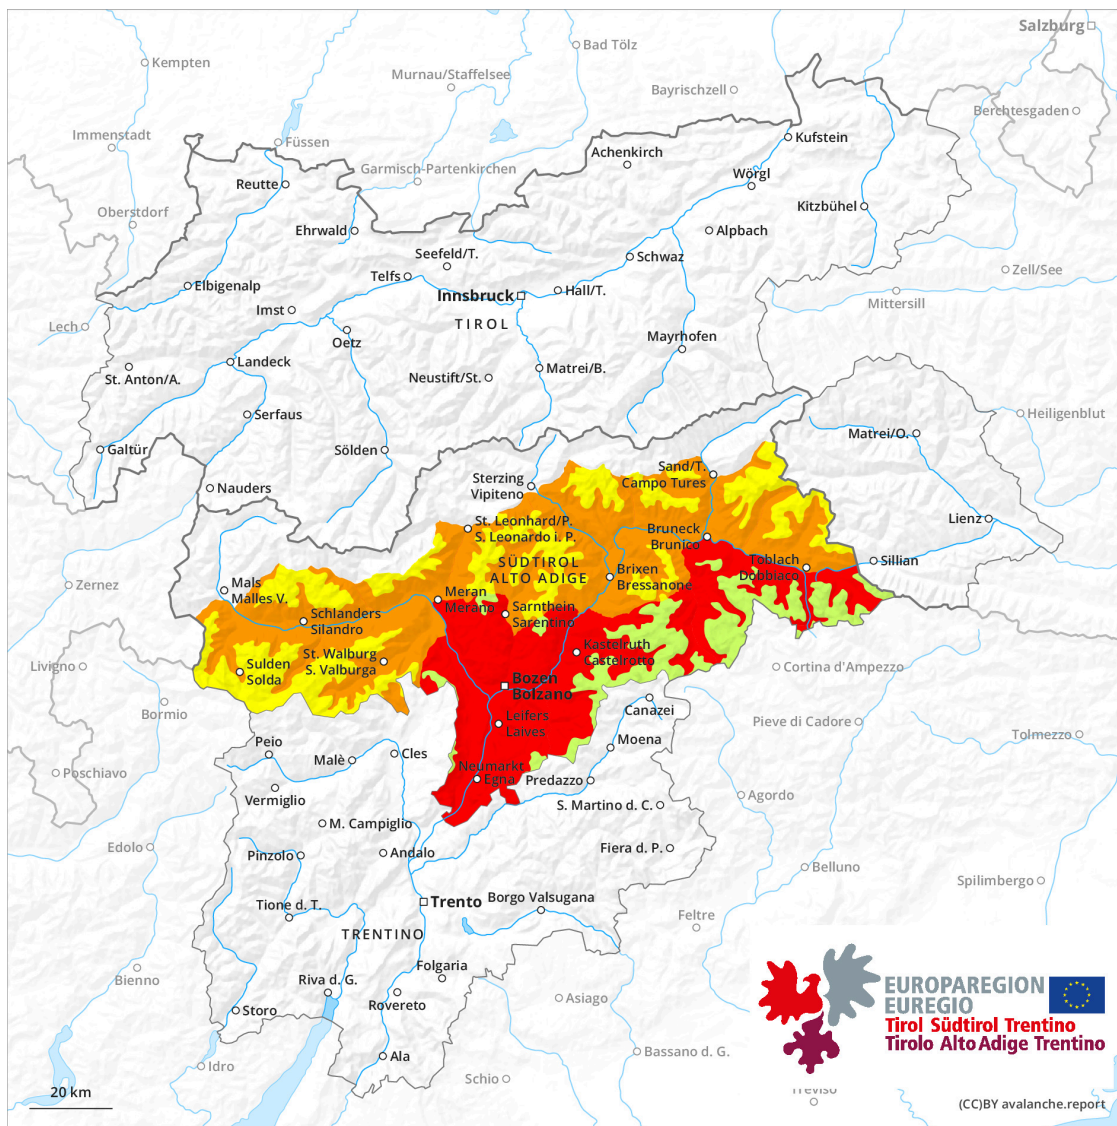 Salzburg
Bad Tölz
Kempten
Murnau/Staffelsee
Bayrischzell
Berchtesgaden
Immenstadt
Füssen
Kufstein
Achenkirch
Garmisch-Partenkirchen
Wörgl
Reutte
Oberstdorf
Kitzbühel
Ehrwald
Alpbach
Seefeld/T.
Schwaz
Zell/See
Telfs
Elbigenalp
Innsbruck
Hall/T.
Mittersill
Imst
TIROL
Lech
Oetz
Mayrhofen
Landeck
Matrei/B.
St. Anton/A.
Neustift/St.
Serfaus
Heiligenblut
Matrei/O.
Galtür
Sölden
Sand/T.
Campo Tures
Sterzing
Vipiteno
Nauders
Lienz
St. Leonhard/P.
S. Leonardo i. P.
Bruneck
Brunico
SÜDTIROL
ALTO ADIGE
Toblach
Dobbiaco
Sillian
Brixen
Bressanone
Zernez
Mals
Malles V.
Meran
Merano
Sarnthein
Sarentino
Schlanders
Silandro
Kastelruth
Castelrotto
St. Walburg
S. Valburga
Livigno
Sulden
Solda
Cortina d'Ampezzo
Bozen
Bolzano
Bormio
Canazei
Leifers
Laives
Pieve di Cadore
Tolmezzo
Peio
Moena
Malè
Cles
Neumarkt
Egna
Poschiavo
Predazzo
Vermiglio
Agordo
S. Martino d. C.
M. Campiglio
Edolo
Pinzolo
Andalo
Fiera d. P.
Belluno
Spilimbergo
Trento
Borgo Valsugana
Tione d. T.
Feltre
TRENTINO
Folgaria
Bienno
Riva d. G.
Rovereto
Asiago
Storo
EUROPAREGION
EUREGIO
Tirol Südtirol Trentino
Tirolo Alto Adige Trentino
Ala
Bassano d. G.
Idro
Schio
Treviso
20 km
(CC)BY avalanche.report